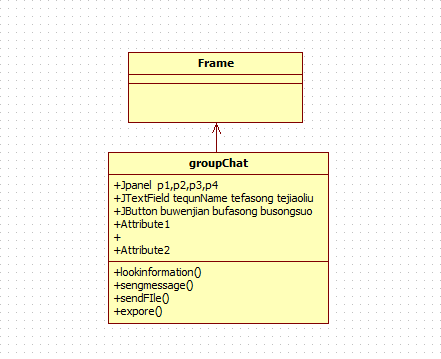 Frame
groupChat
+Jpanel p1,p2,p3,p4
+JTextField tequnName tefasong tejiaoliu
+JButton buwenjian bufasong busongsuo
+Attribute1
+
+Attribute2
+lookinformation()
+sengmessage()
+sendFIle()
+expore()